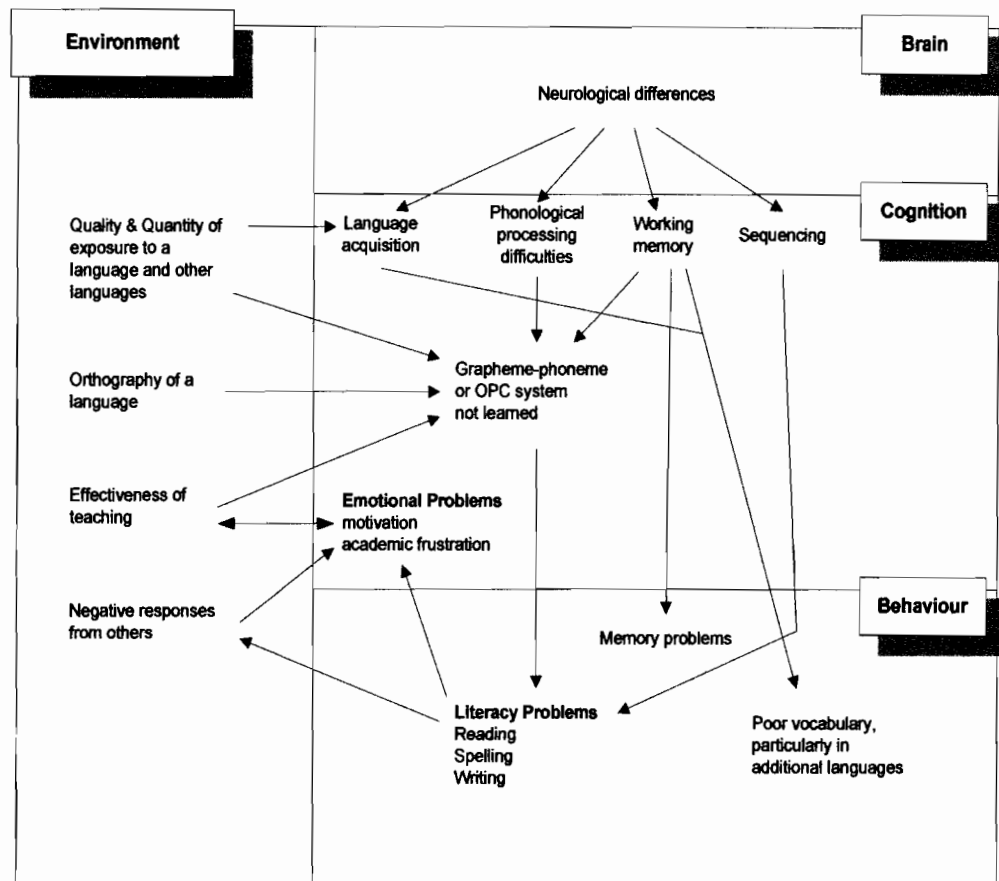 Environment
Brain
Neurological differences
Cognition
Quality & Quantity of
exposure to a
language and other
languages
Language
acquisition
Phonological
processing
difficulties
Working
memory
Sequencing
Orthography of a
language
Grapheme-phoneme
or OPC system
not learned
Effectiveness of
teaching
Emotional Problems
motivation
academic frustration
Behaviour
Negative responses
from others
Memory problems
Literacy Problems
Reading
Spelling
Writing
Poor vocabulary,
particularly in
additional languages